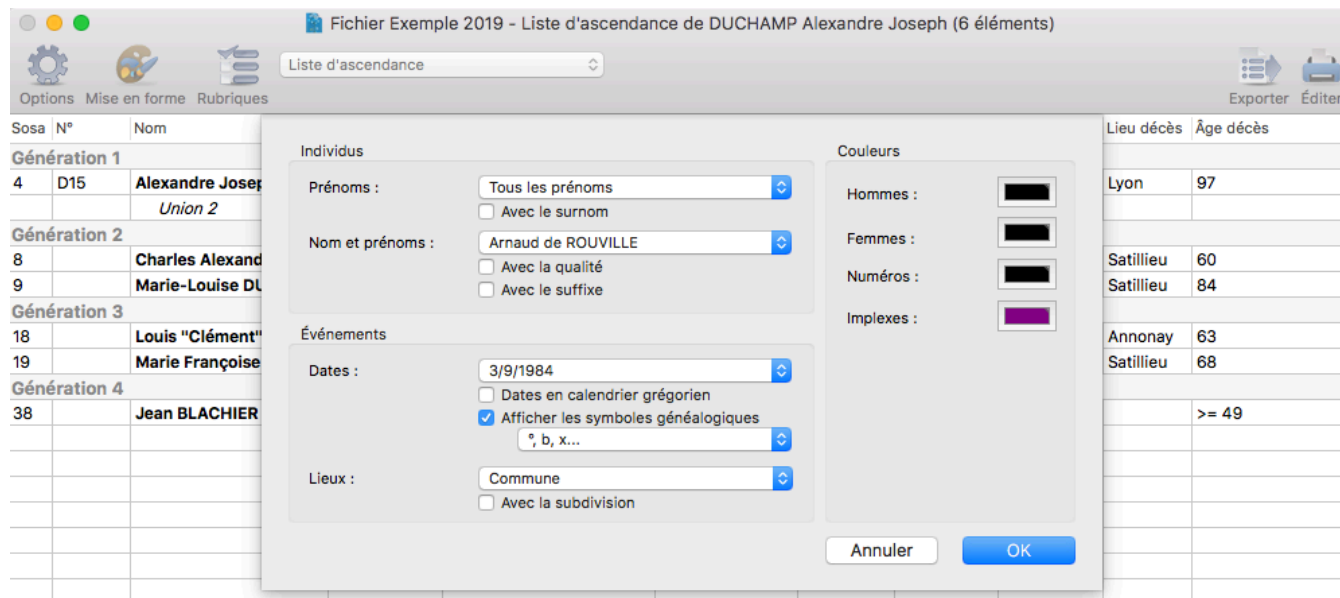 Fichier Exemple 2019 - Liste d'ascendance de DUCHAMP Alexandre Joseph (6 éléments)
Liste d'ascendance
Options Mise en forme Rubriques Exporter Éditer
Sosa N° Nom Lieu décès Âge décès
Génération 1
4 D15 Alexandre Josep Lyon 97
Union 2
Génération 2
8 Charles Alexand Satillieu 60
9 Marie-Louise DU Satillieu 84
Génération 3
18 Louis "Clément" Annonay 63
19 Marie Françoise Satillieu 68
Génération 4
38 Jean BLACHIER >= 49
Individus
Prénoms : Tous les prénoms
Avec le surnom
Nom et prénoms : Arnaud de ROUVILLE
Avec la qualité
Avec le suffixe
Événements
Dates : 3/9/1984
Dates en calendrier grégorien
Afficher les symboles généalogiques
°, b, x...
Lieux : Commune
Avec la subdivision
Couleurs
Hommes :
Femmes :
Numéros :
Implexes :
Annuler OK